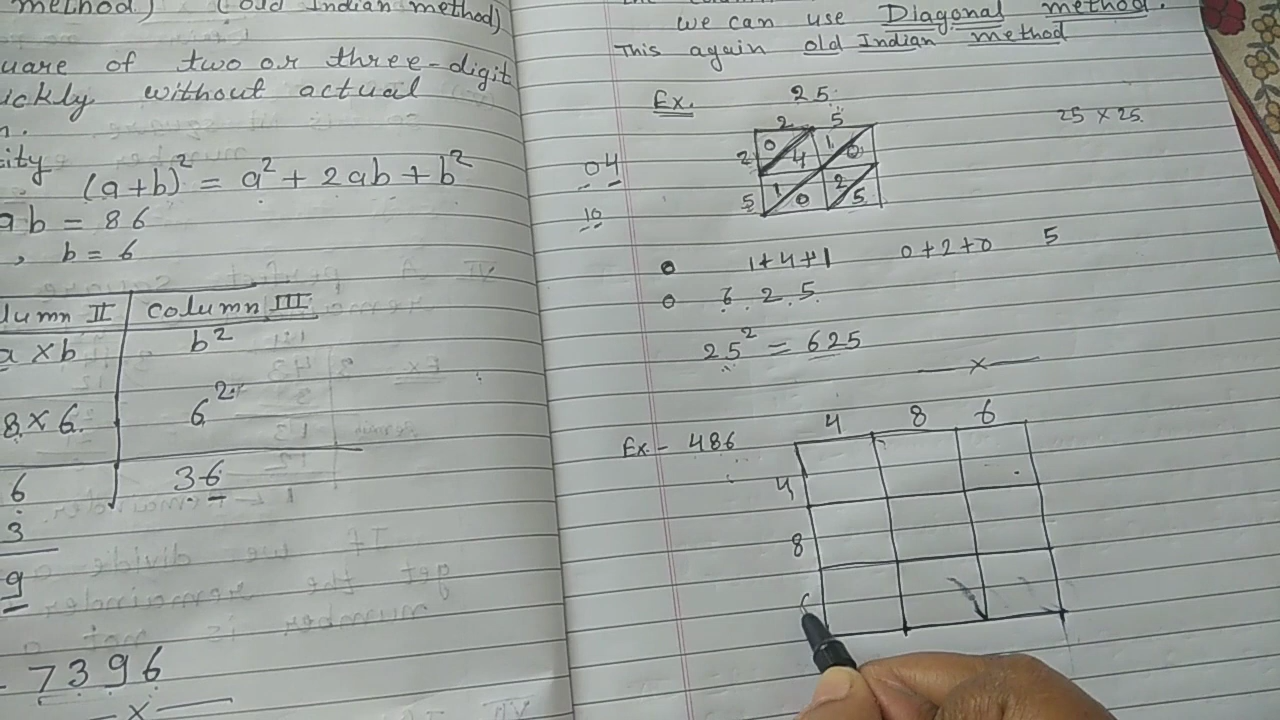 method) (old Indian method)
uare of two or three-digit
ickly without actual
n.
city (a+b)² = a² + 2ab + b²
ab = 86
, b = 6
lumn II column III
a × b b²
8 × 6. 6²
6 36
3
9
7396
×
we can use Diagonal method.
This again old Indian method
Ex. 25
25 × 25.
2 5
2 0 4 1 0
5 1 0 2 5
04
10
1+4+1 0+2+0 5
6 2 5
25² = 625
×
Ex.- 486
4 8 6
4
8